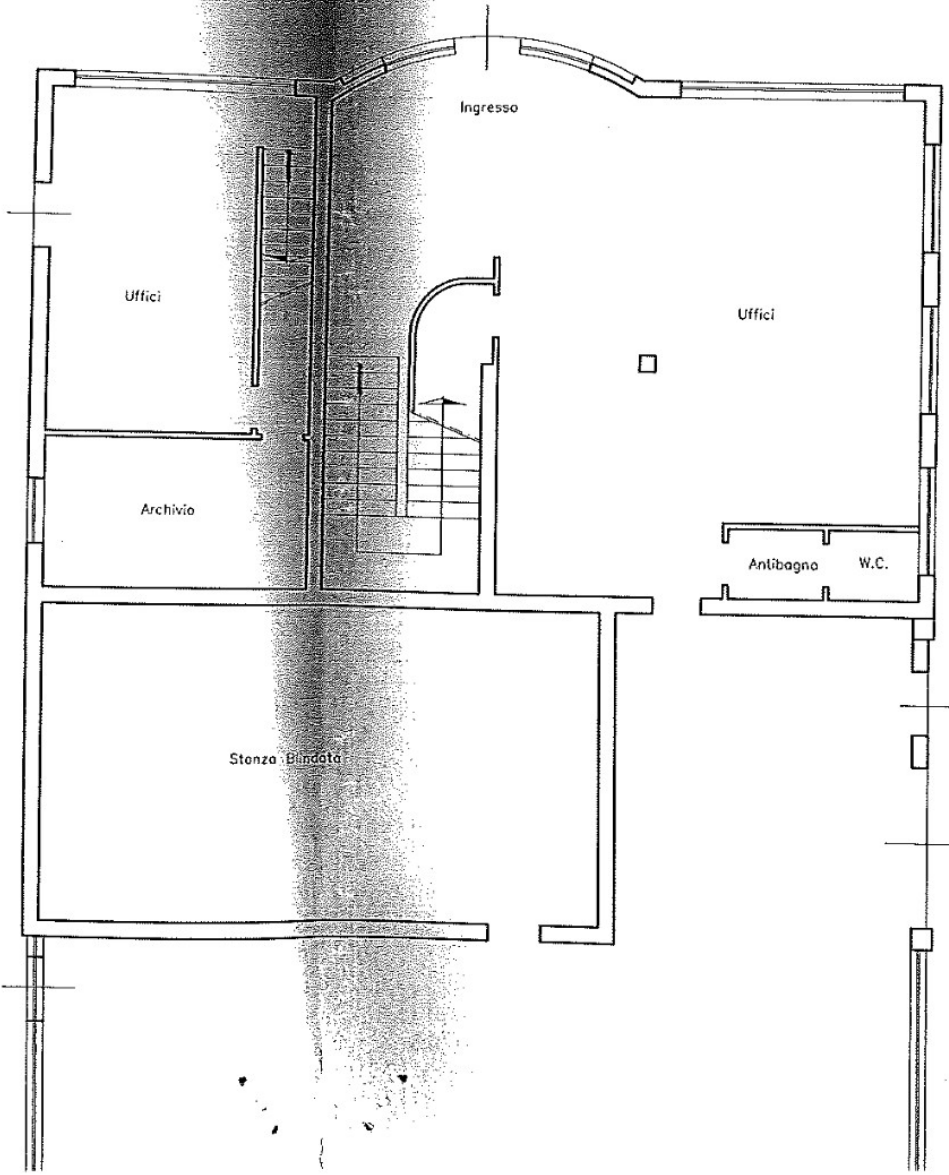 Ingresso
Uffici
Uffici
Archivio
Antibagno
W.C.
Stanza Blindata